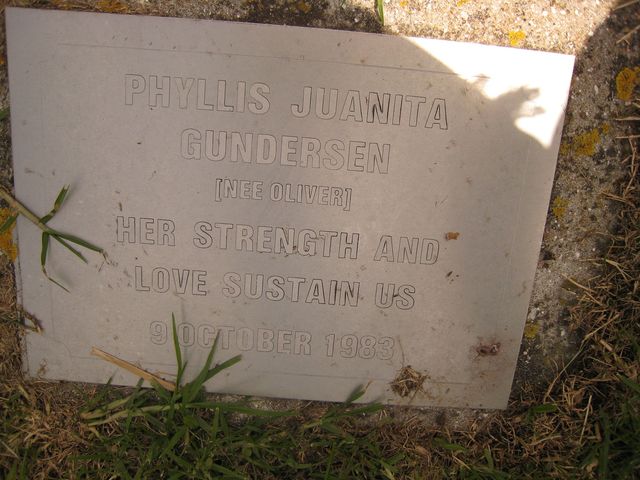 PHYLLIS JUANITA
GUNDERSEN
[NEE OLIVER]
HER STRENGTH AND
LOVE SUSTAIN US
9 OCTOBER 1983